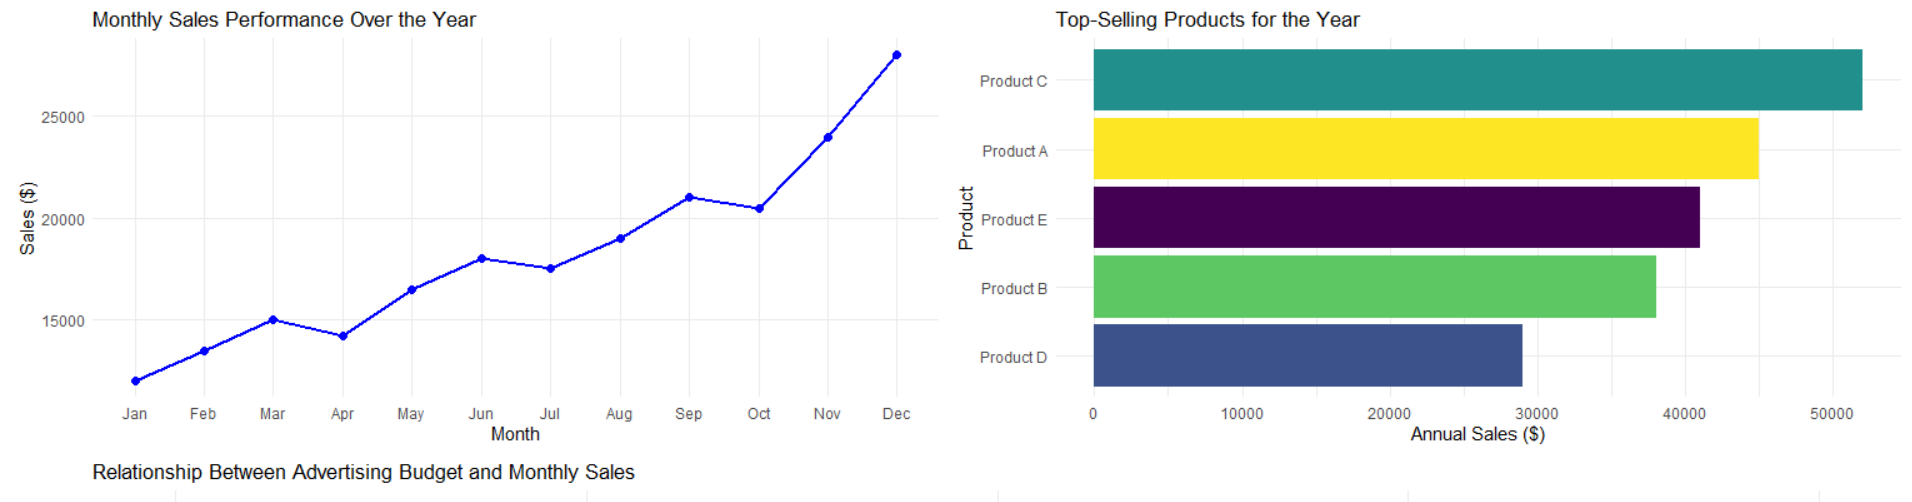 Monthly Sales Performance Over the Year
25000
20000
15000
Sales ($)
Jan Feb Mar Apr May Jun Jul Aug Sep Oct Nov Dec
Month
Top-Selling Products for the Year
Product C
Product A
Product E
Product B
Product D
Product
0 10000 20000 30000 40000 50000
Annual Sales ($)
Relationship Between Advertising Budget and Monthly Sales